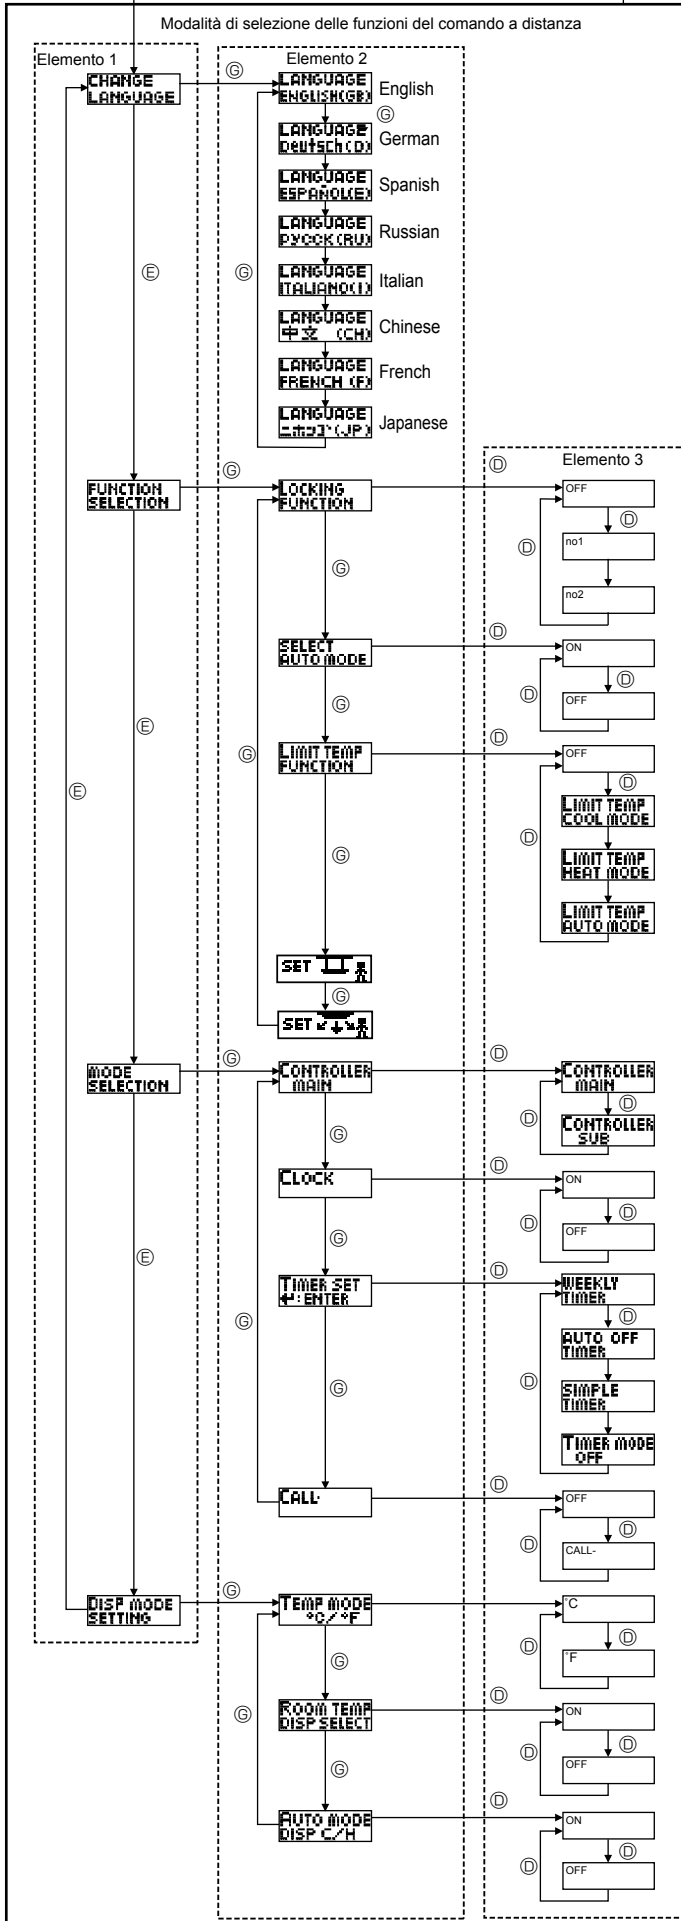 Modalità di selezione delle funzioni del comando a distanza
Elemento 1
Elemento 2
CHANGE
LANGUAGE
Ⓖ
LANGUAGE
ENGLISH(GB)
English
Ⓖ
LANGUAGE
Deutsch(D)
German
LANGUAGE
ESPAÑOL(E)
Spanish
LANGUAGE
РУССК(RU)
Russian
Ⓔ
Ⓖ
LANGUAGE
ITALIANO(I)
Italian
LANGUAGE
中文 (CH)
Chinese
LANGUAGE
FRENCH (F)
French
LANGUAGE
ニホンゴ(JP)
Japanese
Elemento 3
FUNCTION
SELECTION
Ⓖ
LOCKING
FUNCTION
Ⓓ
OFF
Ⓓ
Ⓓ
no1
no2
Ⓖ
SELECT
AUTO MODE
Ⓓ
ON
Ⓓ
Ⓓ
OFF
Ⓖ
Ⓔ
Ⓔ
Ⓖ
LIMIT TEMP
FUNCTION
Ⓓ
OFF
Ⓓ
LIMIT TEMP
COOL MODE
Ⓓ
LIMIT TEMP
HEAT MODE
LIMIT TEMP
AUTO MODE
Ⓖ
SET
Ⓖ
SET
MODE
SELECTION
Ⓖ
CONTROLLER
MAIN
Ⓓ
CONTROLLER
MAIN
Ⓓ
Ⓓ
CONTROLLER
SUB
Ⓖ
CLOCK
Ⓓ
ON
Ⓓ
Ⓓ
OFF
Ⓖ
Ⓔ
Ⓖ
TIMER SET
↵:ENTER
Ⓓ
WEEKLY
TIMER
Ⓓ
AUTO OFF
TIMER
Ⓓ
SIMPLE
TIMER
TIMER MODE
OFF
Ⓖ
CALL-
Ⓓ
OFF
Ⓓ
Ⓓ
CALL-
DISP MODE
SETTING
Ⓖ
TEMP MODE
°C/°F
°C
Ⓓ
Ⓓ
°F
Ⓖ
Ⓖ
ROOM TEMP
DISP SELECT
Ⓓ
ON
Ⓓ
Ⓓ
OFF
Ⓖ
AUTO MODE
DISP C/H
Ⓓ
ON
Ⓓ
Ⓓ
OFF